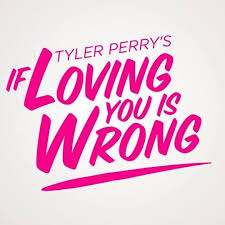 TYLER PERRY'S
IF LOVING
YOU IS
WRONG